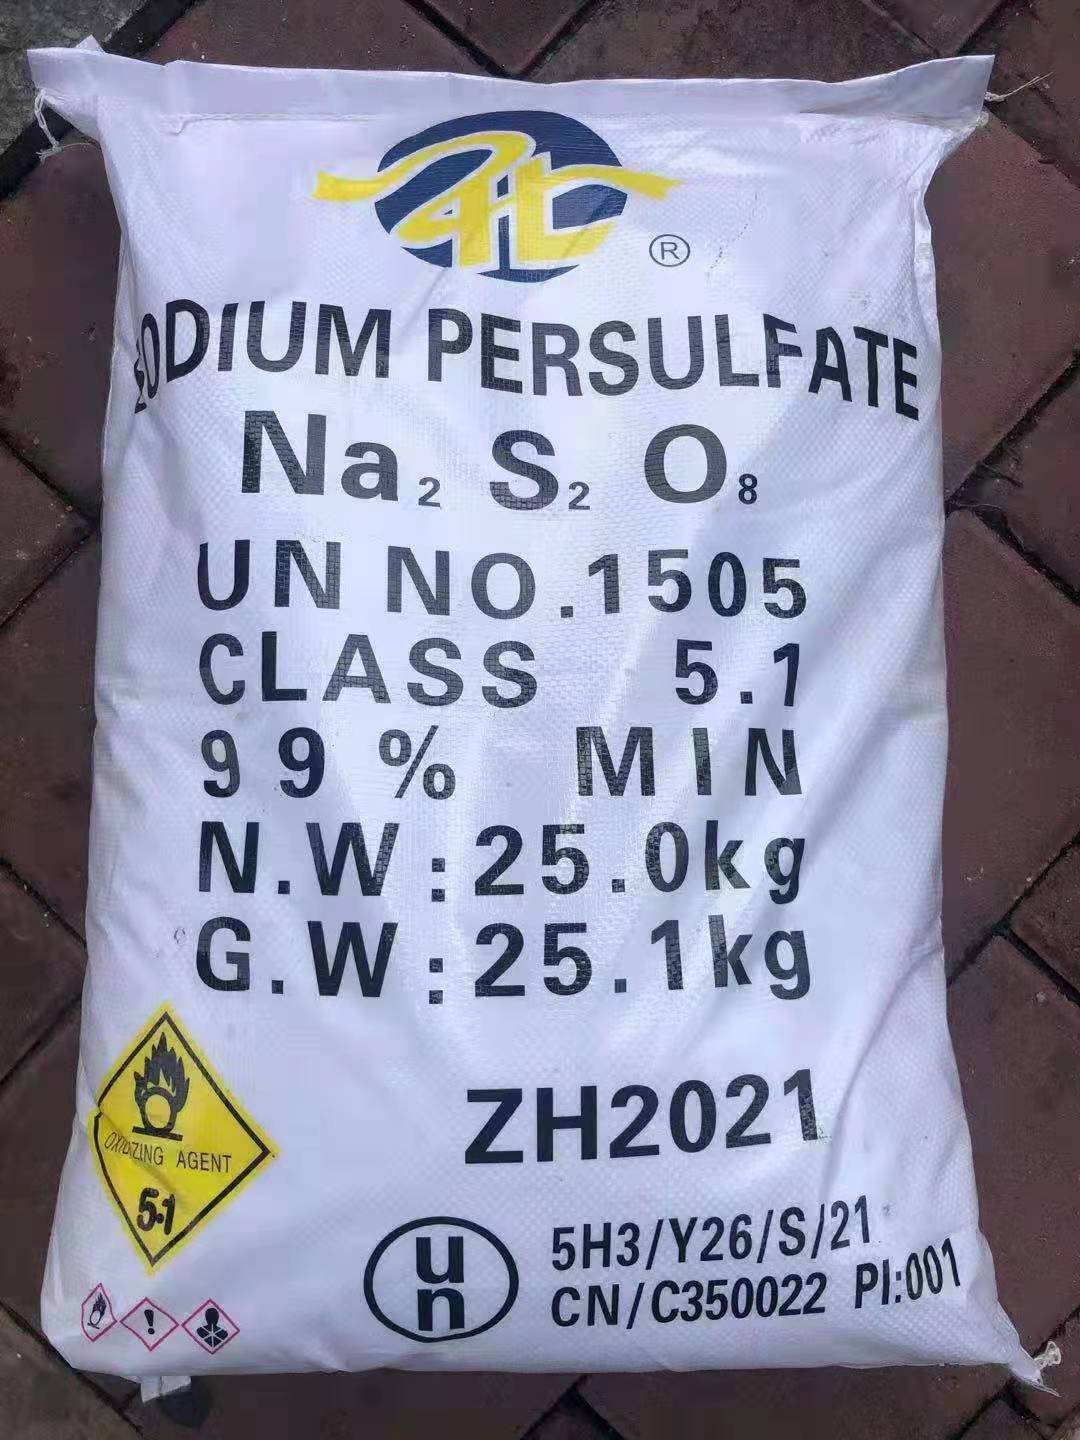 ®
SODIUM PERSULFATE
Na₂ S₂ O₈
UN NO.1505
CLASS 5.1
99% MIN
N.W:25.0kg
G.W:25.1kg
ZH2021
OXIDIZING AGENT
5.1
un
5H3/Y26/S/21
CN/C350022 PI:001